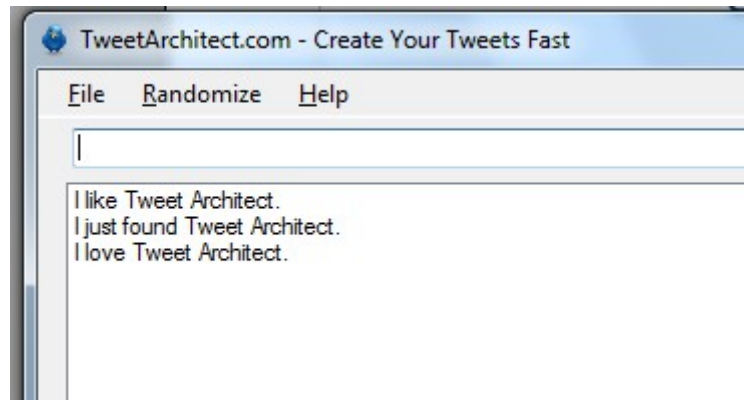 TweetArchitect.com - Create Your Tweets Fast
File Randomize Help
I like Tweet Architect.
I just found Tweet Architect.
I love Tweet Architect.